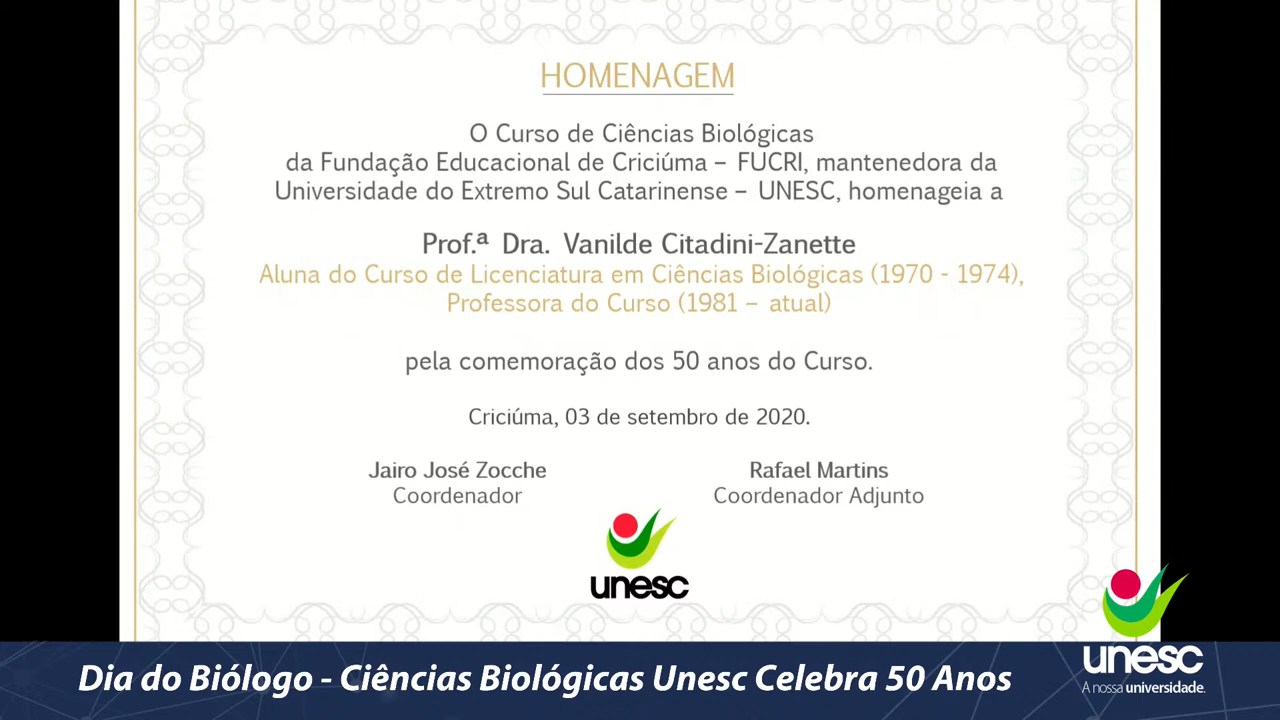 HOMENAGEM
O Curso de Ciências Biológicas
da Fundação Educacional de Criciúma – FUCRI, mantenedora da
Universidade do Extremo Sul Catarinense – UNESC, homenageia a
Prof.ª Dra. Vanilde Citadini-Zanette
Aluna do Curso de Licenciatura em Ciências Biológicas (1970 - 1974),
Professora do Curso (1981 – atual)
pela comemoração dos 50 anos do Curso.
Criciúma, 03 de setembro de 2020.
Jairo José Zocche
Coordenador
Rafael Martins
Coordenador Adjunto
unesc
Dia do Biólogo - Ciências Biológicas Unesc Celebra 50 Anos
unesc
A nossa universidade.